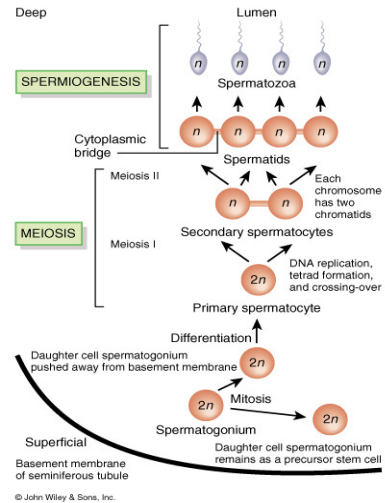 Deep
Lumen
n n n n
SPERMIOGENESIS
Spermatozoa
n n n n
Cytoplasmic
bridge
Spermatids
Meiosis II
Each
chromosome
has two
chromatids
n n
Secondary spermatocytes
MEIOSIS
Meiosis I
DNA replication,
tetrad formation,
and crossing-over
2n
Primary spermatocyte
Differentiation
Daughter cell spermatogonium
pushed away from basement membrane
2n
Mitosis
2n
2n
Spermatogonium
Superficial
Daughter cell spermatogonium
remains as a precursor stem cell
Basement membrane
of seminiferous tubule
© John Wiley & Sons, Inc.